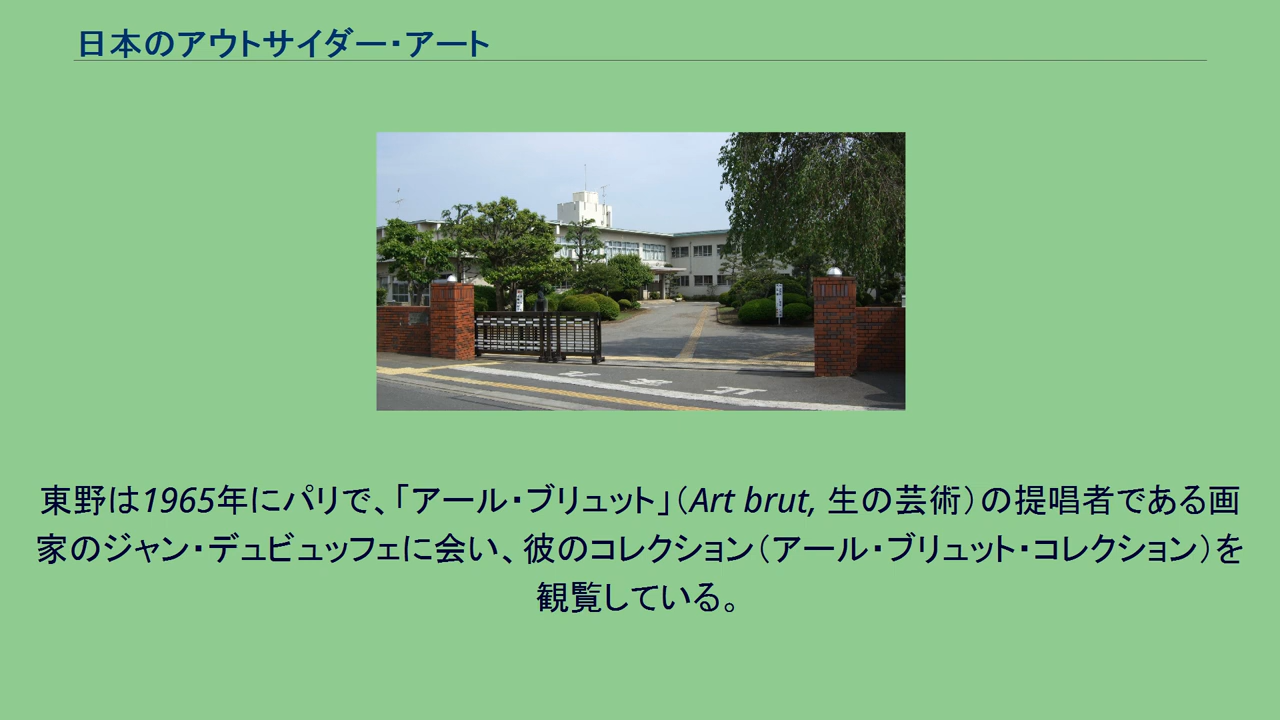 日本のアウトサイダー・アート
東野は1965年にパリで、「アール・ブリュット」（Art brut, 生の芸術）の提唱者である画
家のジャン・デュビュッフェに会い、彼のコレクション（アール・ブリュット・コレクション）を
観覧している。